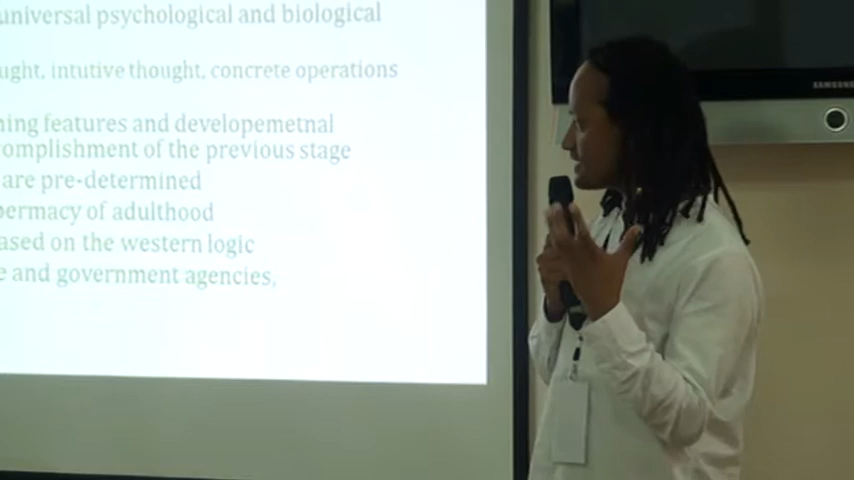 universal psychological and biological
ught, intutive thought, concrete operations
ning features and developemetnal
omplishment of the previous stage
are pre-determined
permacy of adulthood
ased on the western logic
e and government agencies,
SAMSUNG